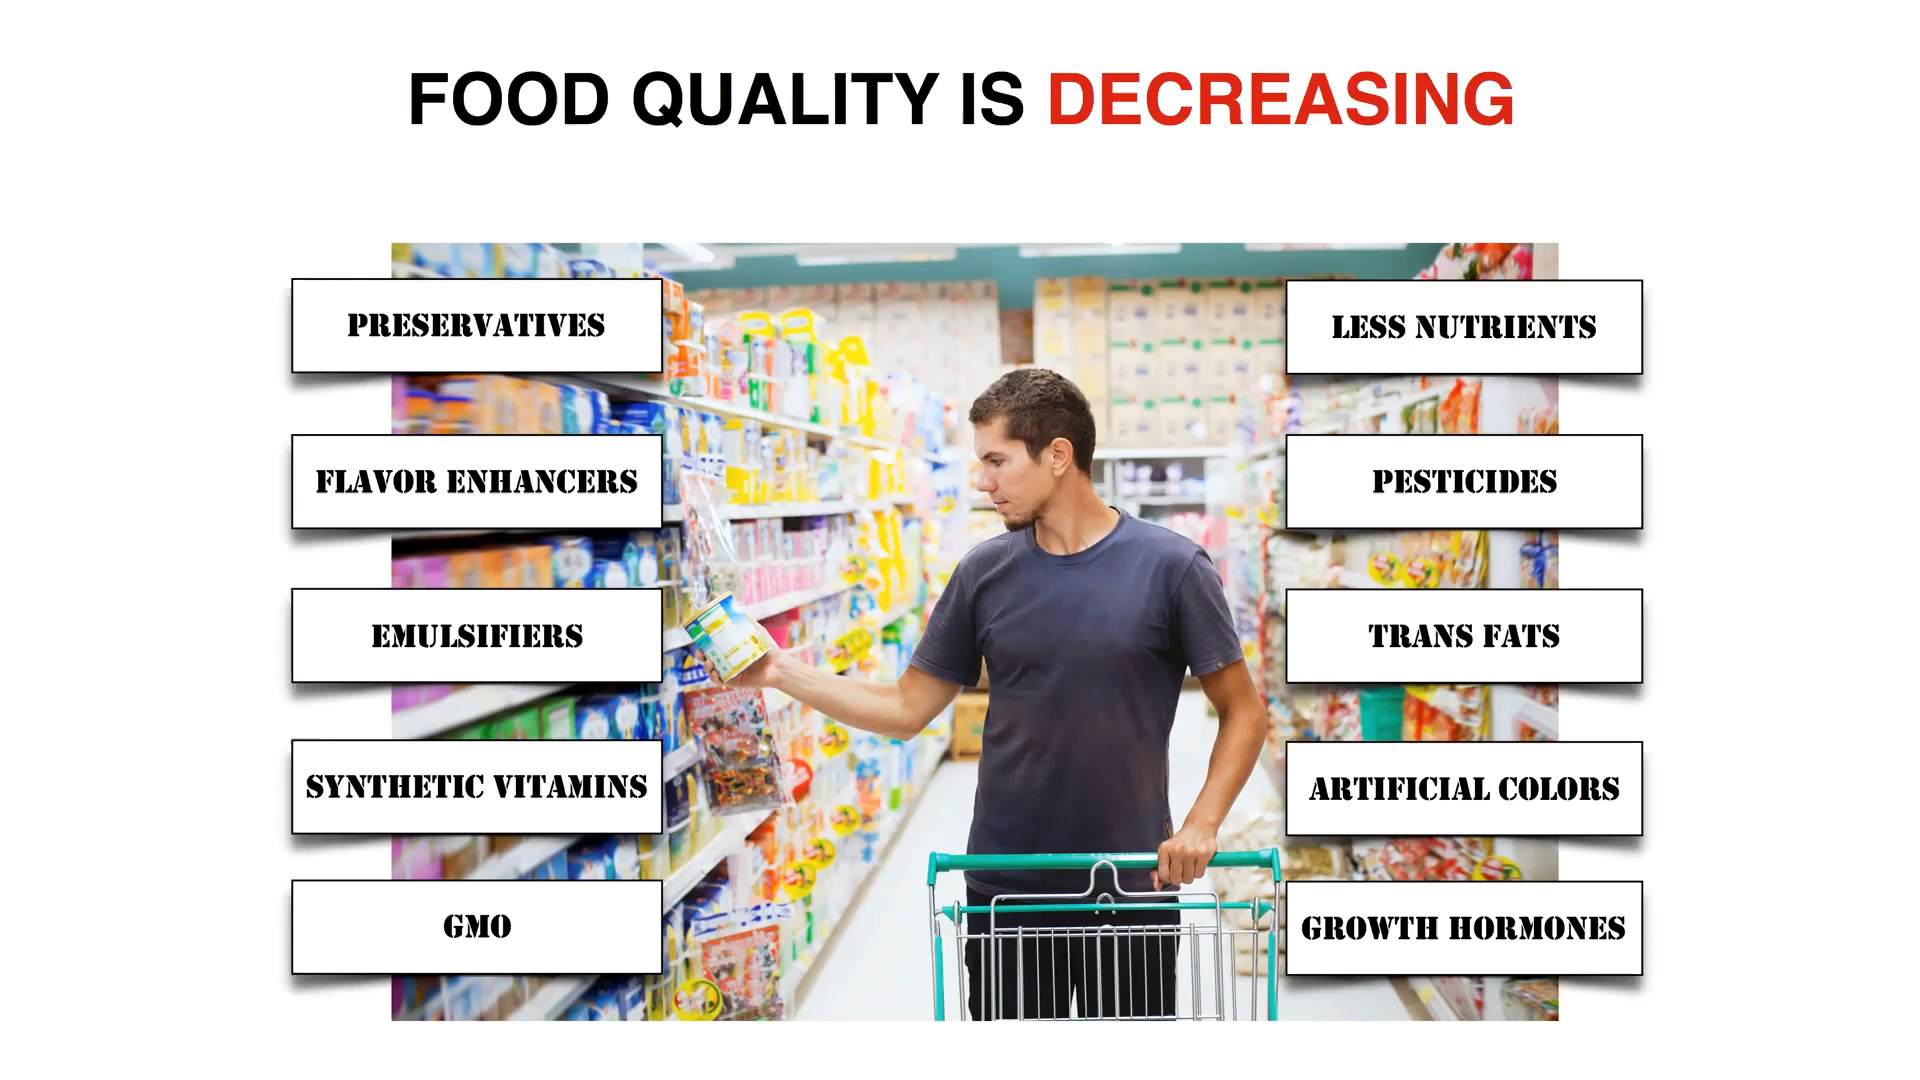 FOOD QUALITY IS DECREASING
PRESERVATIVES
FLAVOR ENHANCERS
EMULSIFIERS
SYNTHETIC VITAMINS
GMO
LESS NUTRIENTS
PESTICIDES
TRANS FATS
ARTIFICIAL COLORS
GROWTH HORMONES